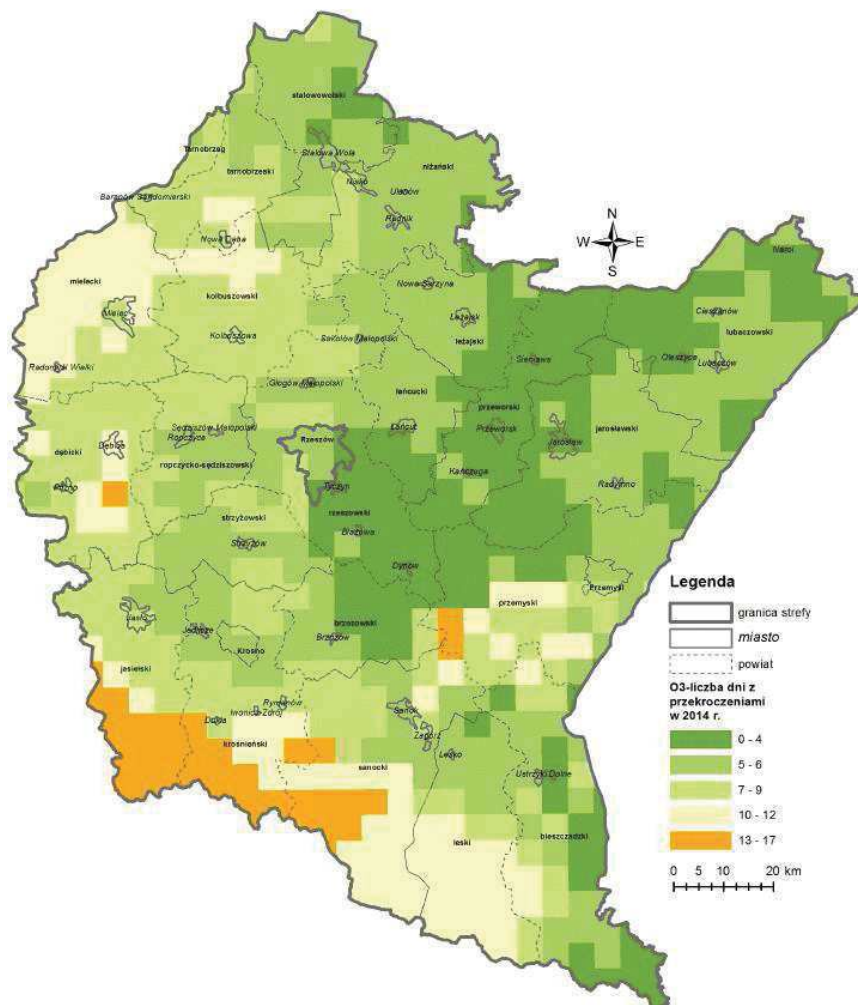 stalowowolski
Tarnobrzeg
Stalowa Wola
tarnobrzeski
niżański
Nisko
Ulanów
Baranów Sandomierski
Rudnik
N
W E
S
Narol
Nowa Dęba
mielecki
Nowa Sarzyna
kolbuszowski
Cieszanów
Mielec
Leżajsk
lubaczowski
Kolbuszowa
Sokołów Małopolski
leżajski
Sieniawa
Oleszyce
Lubaczów
Radomyśl Wielki
Głogów Małopolski
łańcucki
przeworski
Sędziszów Małopolski
Ropczyce
Rzeszów
Łańcut
Przeworsk
jarosławski
Jarosław
dębicki
Dębica
ropczycko-sędziszowski
Kańczuga
Pilzno
Tyczyn
Radymno
rzeszowski
strzyżowski
Strzyżów
Błażowa
Dynów
Przemyśl
przemyski
Jasło
Jedlicze
brzozowski
Krosno
Brzozów
jasielski
Rymanów
Iwonicz Zdrój
Dukla
Sanok
Zagórz
krośnieński
Lesko
sanocki
Ustrzyki Dolne
bieszczadzki
leski
Legenda
granica strefy
miasto
powiat
O3-liczba dni z
przekroczeniami
w 2014 r.
0 - 4
5 - 6
7 - 9
10 - 12
13 - 17
0 5 10 20 km